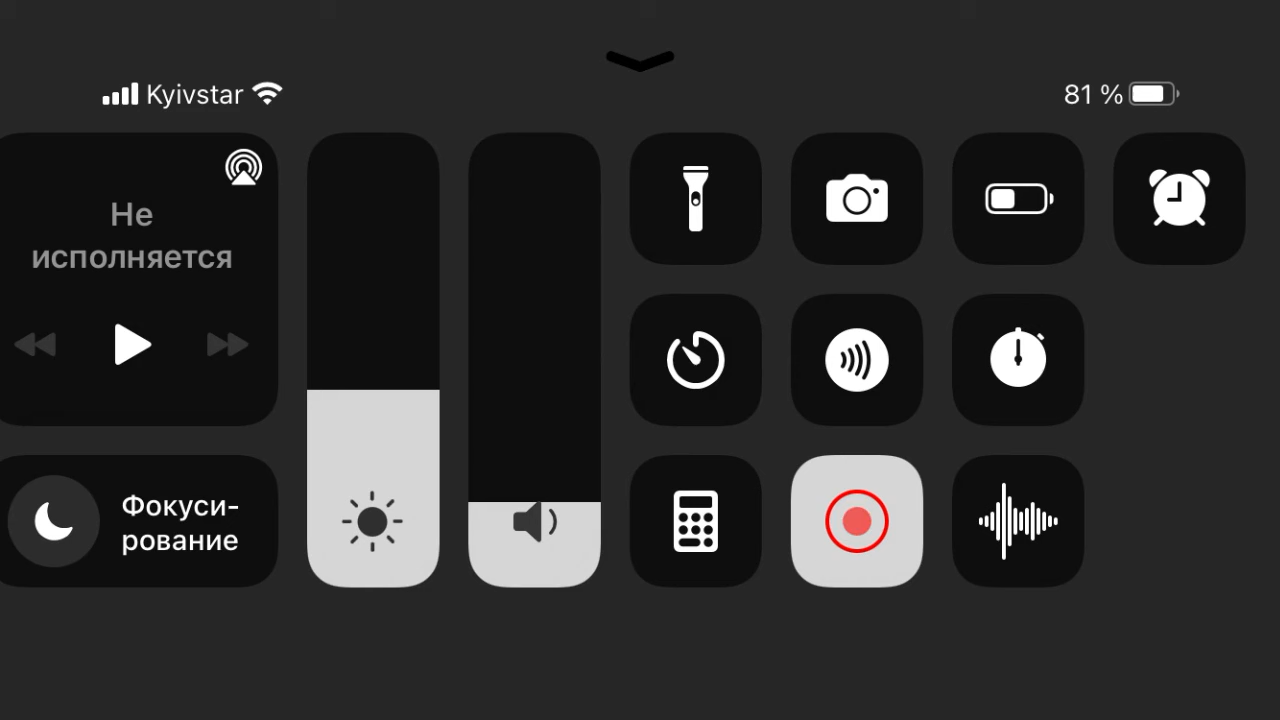 Kyivstar
81 %
Не
исполняется
Фокуси-
рование